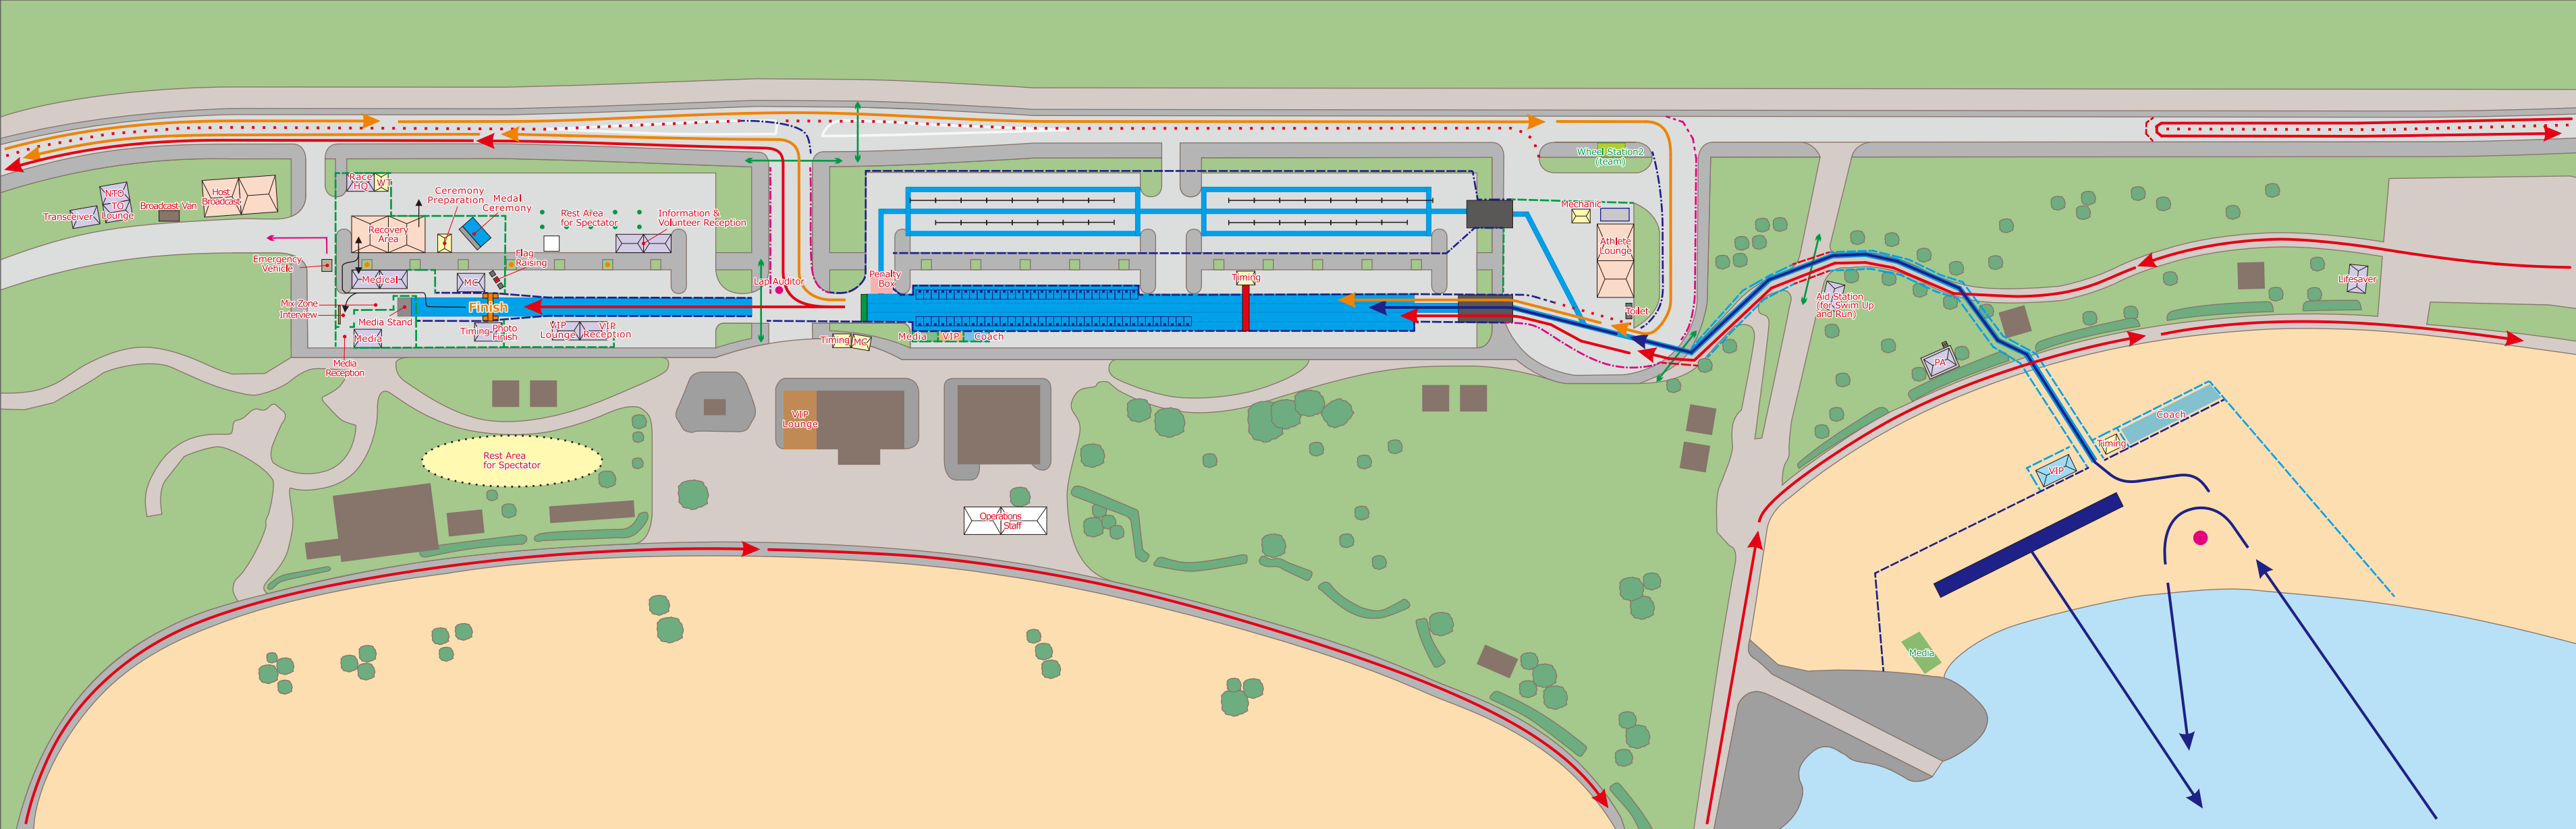 NTO
TO
Lounge
Transceiver
Broadcast Van
Host
Broadcast
Race
HQ
W
Ceremony
Preparation
Medal
Ceremony
Rest Area
for Spectator
Information &
Volunteer Reception
Recovery
Area
Flag
Raising
Emergency
Vehicle
Medical
MC
Mix Zone
Interview
Finish
Media Stand
Media
Timing
Photo
Finish
VIP
Lounge
VIP
Reception
Media
Reception
Lap Auditor
Penalty
Box
Timing
Timing
MC
Media
VIP
Coach
Wheel Station2
(team)
Mechanic
Athlete
Lounge
Toilet
Aid Station
(for Swim Up
and Run)
Lifesaver
PA
Coach
Timing
VIP
Media
VIP
Lounge
Rest Area
for Spectator
Operations
Staff